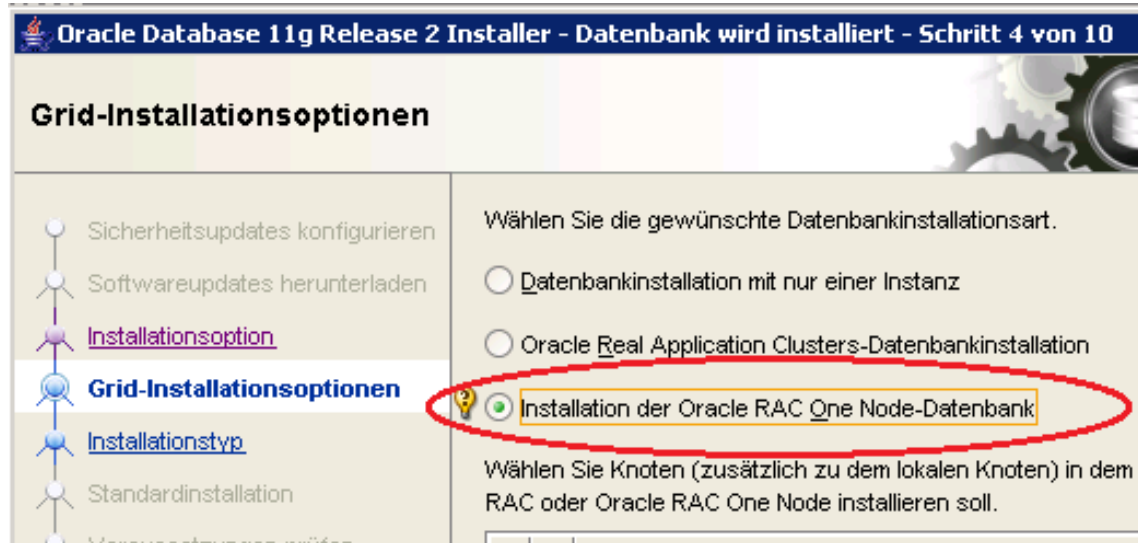 Oracle Database 11g Release 2 Installer - Datenbank wird installiert - Schritt 4 von 10
Grid-Installationsoptionen
Sicherheitsupdates konfigurieren
Softwareupdates herunterladen
Installationsoption
Grid-Installationsoptionen
Installationstyp
Standardinstallation
Wählen Sie die gewünschte Datenbankinstallationsart.
Datenbankinstallation mit nur einer Instanz
Oracle Real Application Clusters-Datenbankinstallation
Installation der Oracle RAC One Node-Datenbank
Wählen Sie Knoten (zusätzlich zu dem lokalen Knoten) in dem
RAC oder Oracle RAC One Node installieren soll.